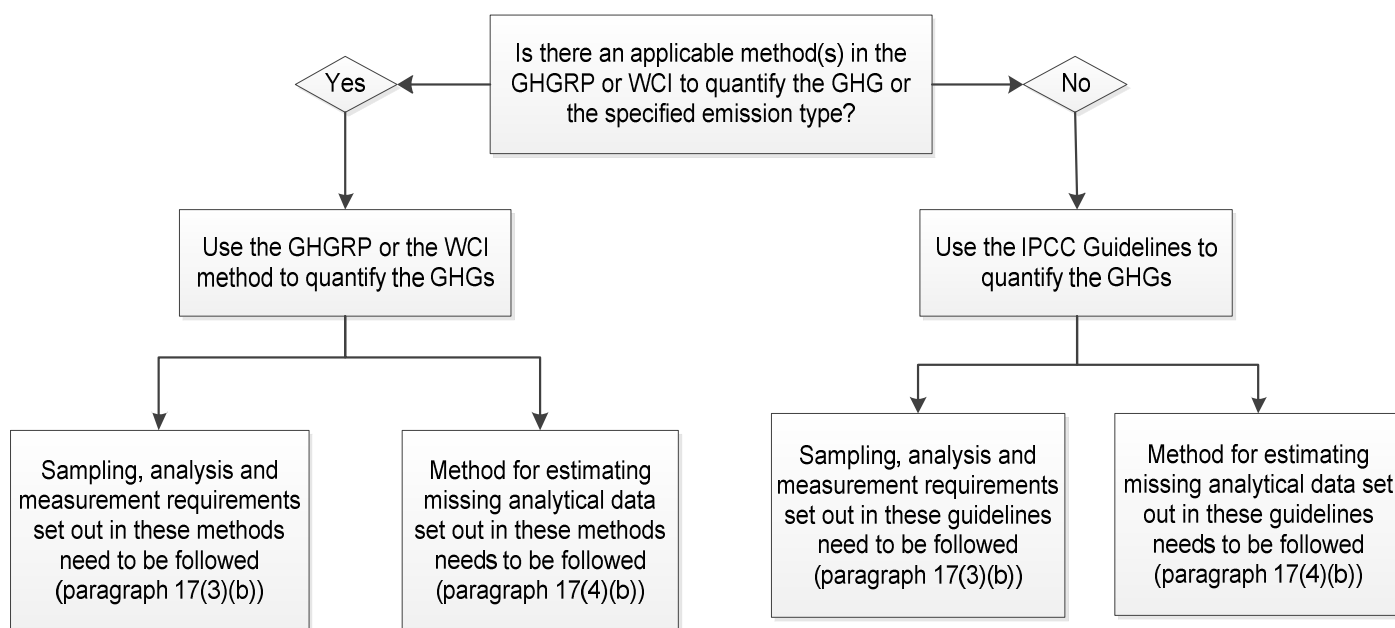 Is there an applicable method(s) in the
GHGRP or WCI to quantify the GHG or
the specified emission type?
Yes
No
Use the GHGRP or the WCI
method to quantify the GHGs
Use the IPCC Guidelines to
quantify the GHGs
Sampling, analysis and
measurement requirements
set out in these methods
need to be followed
(paragraph 17(3)(b))
Method for estimating
missing analytical data
set out in these methods
needs to be followed
(paragraph 17(4)(b))
Sampling, analysis and
measurement requirements
set out in these guidelines
need to be followed
(paragraph 17(3)(b))
Method for estimating
missing analytical data set
out in these guidelines
needs to be followed
(paragraph 17(4)(b))